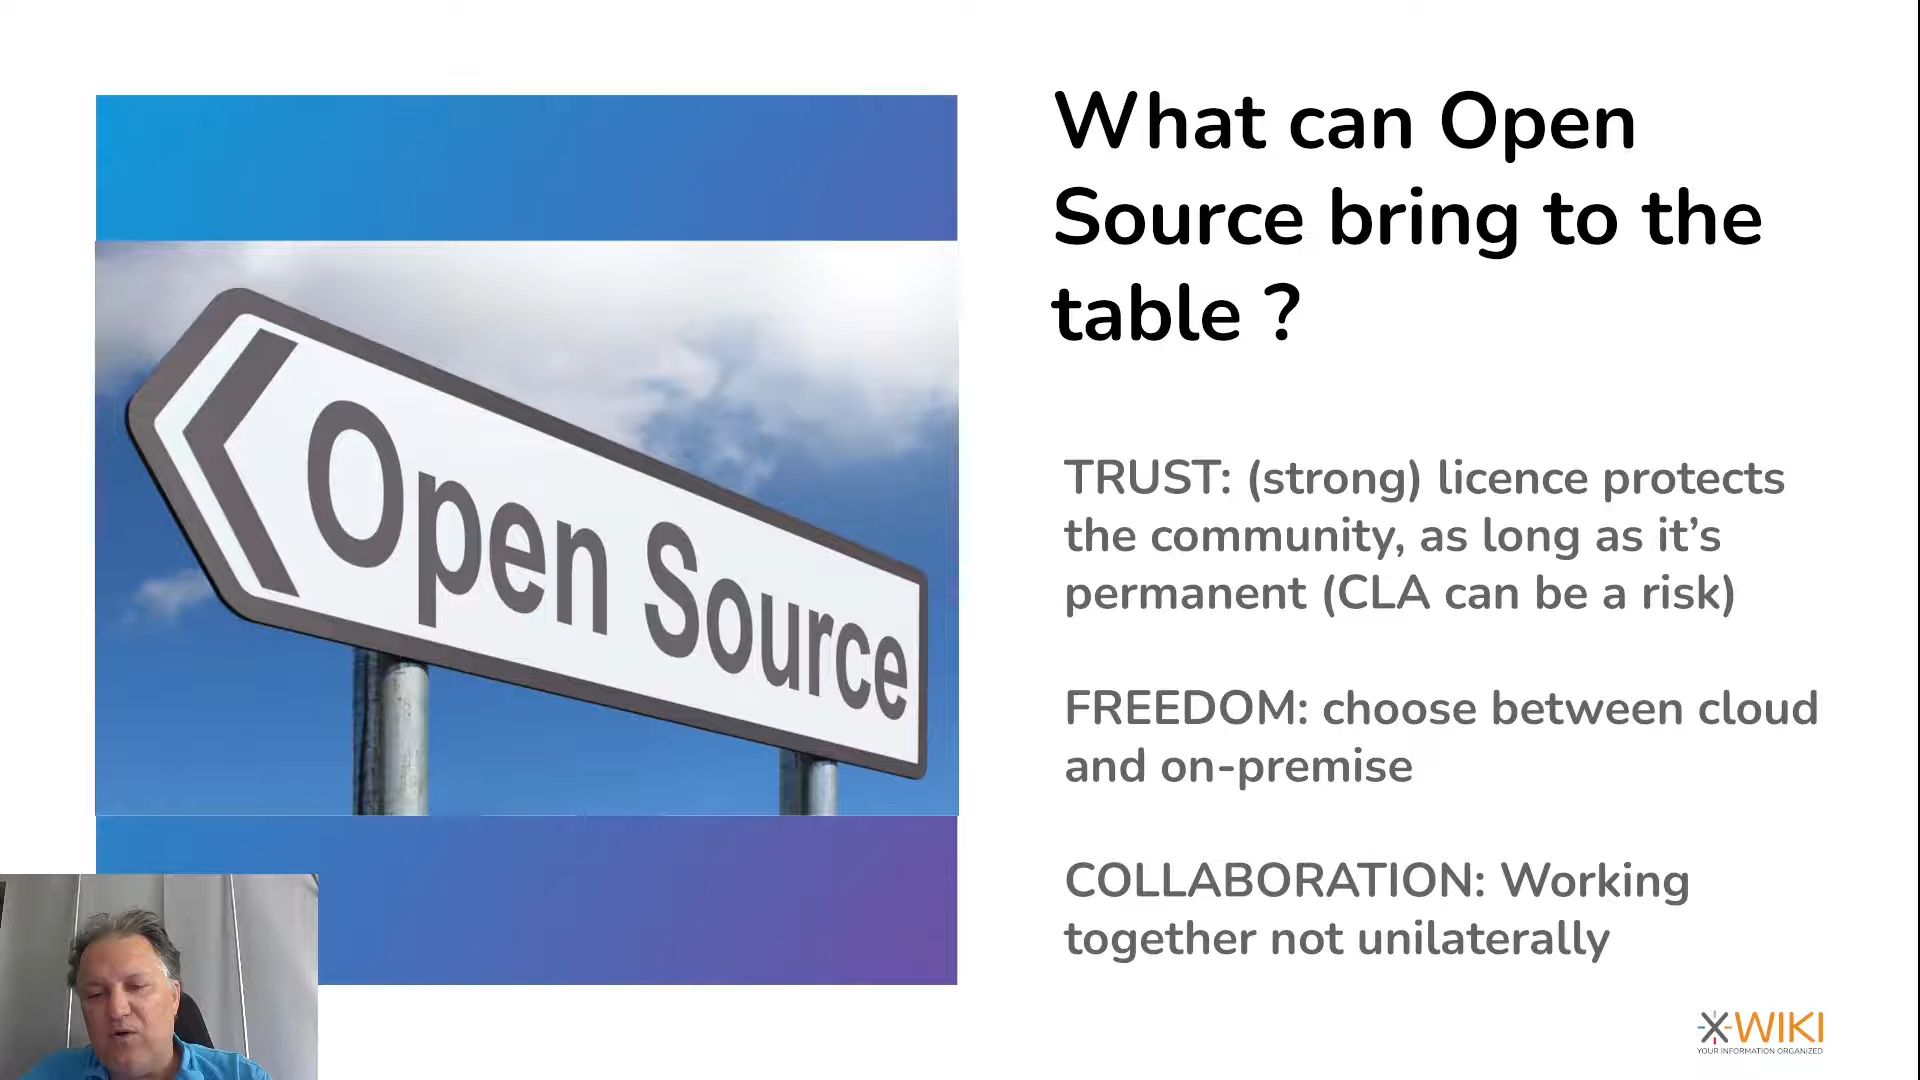 Open Source
What can Open
Source bring to the
table ?
TRUST: (strong) licence protects
the community, as long as it’s
permanent (CLA can be a risk)
FREEDOM: choose between cloud
and on-premise
COLLABORATION: Working
together not unilaterally
XWIKI
YOUR INFORMATION ORGANIZED